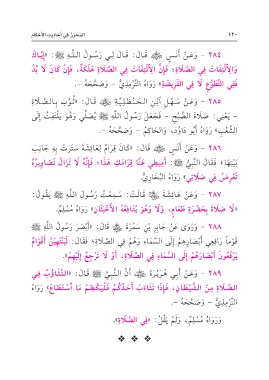 ١٢٠ المحرر في أحاديث الأحكام
٢٨٤ - وَعَنْ أَنَسٍ ﷺ قَالَ: قَالَ لِي رَسُولُ اللَّهِ ﷺ: «إِيَّاكَ
وَالِالْتِفَاتَ فِي الصَّلَاةِ؛ فَإِنَّ الِالْتِفَاتَ فِي الصَّلَاةِ هَلَكَةٌ، فَإِنْ كَانَ لَا بُدَّ
فَفِي التَّطَوُّعِ لَا فِي الفَرِيضَةِ» رَوَاهُ التِّرْمِذِيُّ - وَصَحَّحَهُ -.
٢٨٥ - وَعَنْ سَهْلِ ابْنِ الحَنْظَلِيَّةِ ﷺ قَالَ: «ثُوِّبَ بِالصَّلَاةِ
- يَعْنِي: صَلَاةَ الصُّبْحِ - فَجَعَلَ رَسُولُ اللَّهِ ﷺ يُصَلِّي وَهُوَ يَلْتَفِتُ إِلَى
الشِّعْبِ» رَوَاهُ أَبُو دَاوُدَ، وَالحَاكِمُ - وَصَحَّحَهُ -.
٢٨٦ - وَعَنْ أَنَسٍ ﷺ قَالَ: «كَانَ قِرَامٌ لِعَائِشَةَ سَتَرَتْ بِهِ جَانِبَ
بَيْتِهَا؛ فَقَالَ النَّبِيُّ ﷺ: أَمِيطِي عَنَّا قِرَامَكِ هَذَا؛ فَإِنَّهُ لَا تَزَالُ تَصَاوِيرُهُ
تَعْرِضُ فِي صَلَاتِي» رَوَاهُ البُخَارِيُّ.
٢٨٧ - وَعَنْ عَائِشَةَ ﷺ قَالَتْ: سَمِعْتُ رَسُولَ اللَّهِ ﷺ يَقُولُ:
«لَا صَلَاةَ بِحَضْرَةِ طَعَامٍ، وَلَا وَهُوَ يُدَافِعُهُ الأَخْبَثَانِ» رَوَاهُ مُسْلِمٌ.
٢٨٨ - وَرَوَى عَنْ جَابِرِ بْنِ سَمُرَةَ ﷺ قَالَ: «أَبْصَرَ رَسُولُ اللَّهِ ﷺ
قَوْمًا رَافِعِي أَبْصَارِهِمْ إِلَى السَّمَاءِ وَهُمْ فِي الصَّلَاةِ؛ فَقَالَ: لَيَنْتَهِيَنَّ أَقْوَامٌ
يَرْفَعُونَ أَبْصَارَهُمْ إِلَى السَّمَاءِ فِي الصَّلَاةِ، أَوْ لَا تَرْجِعُ إِلَيْهِمْ».
٢٨٩ - وَعَنْ أَبِي هُرَيْرَةَ ﷺ أَنَّ النَّبِيَّ ﷺ قَالَ: «التَّثَاؤُبُ فِي
الصَّلَاةِ مِنَ الشَّيْطَانِ، فَإِذَا تَثَاءَبَ أَحَدُكُمْ فَلْيَكْظِمْ مَا اسْتَطَاعَ» رَوَاهُ
التِّرْمِذِيُّ - وَصَحَّحَهُ -.
وَرَوَاهُ مُسْلِمٌ، وَلَمْ يَقُلْ: «فِي الصَّلَاةِ».